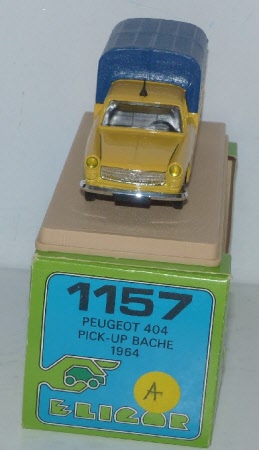 1157
PEUGEOT 404
PICK-UP BACHE
1964
A
ELIGOR